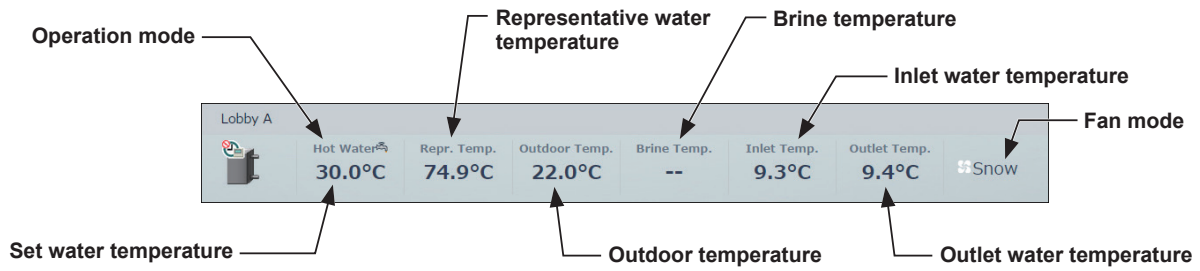 Representative water
temperature
Brine temperature
Operation mode
Inlet water temperature
Fan mode
Lobby A
Hot Water
Repr. Temp.
Outdoor Temp.
Brine Temp.
Inlet Temp.
Outlet Temp.
30.0°C
74.9°C
22.0°C
--
9.3°C
9.4°C
Snow
Set water temperature
Outdoor temperature
Outlet water temperature